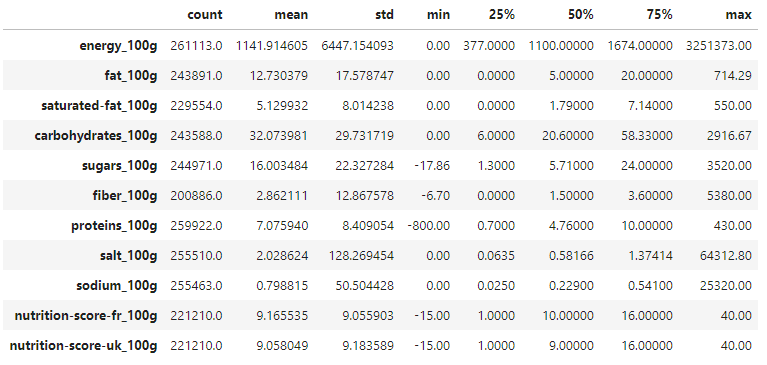 count mean std min 25% 50% 75% max
energy_100g 261113.0 1141.914605 6447.154093 0.00 377.0000 1100.00000 1674.00000 3251373.00
fat_100g 243891.0 12.730379 17.578747 0.00 0.0000 5.00000 20.00000 714.29
saturated-fat_100g 229554.0 5.129932 8.014238 0.00 0.0000 1.79000 7.14000 550.00
carbohydrates_100g 243588.0 32.073981 29.731719 0.00 6.0000 20.60000 58.33000 2916.67
sugars_100g 244971.0 16.003484 22.327284 -17.86 1.3000 5.71000 24.00000 3520.00
fiber_100g 200886.0 2.862111 12.867578 -6.70 0.0000 1.50000 3.60000 5380.00
proteins_100g 259922.0 7.075940 8.409054 -800.00 0.7000 4.76000 10.00000 430.00
salt_100g 255510.0 2.028624 128.269454 0.00 0.0635 0.58166 1.37414 64312.80
sodium_100g 255463.0 0.798815 50.504428 0.00 0.0250 0.22900 0.54100 25320.00
nutrition-score-fr_100g 221210.0 9.165535 9.055903 -15.00 1.0000 10.00000 16.00000 40.00
nutrition-score-uk_100g 221210.0 9.058049 9.183589 -15.00 1.0000 9.00000 16.00000 40.00